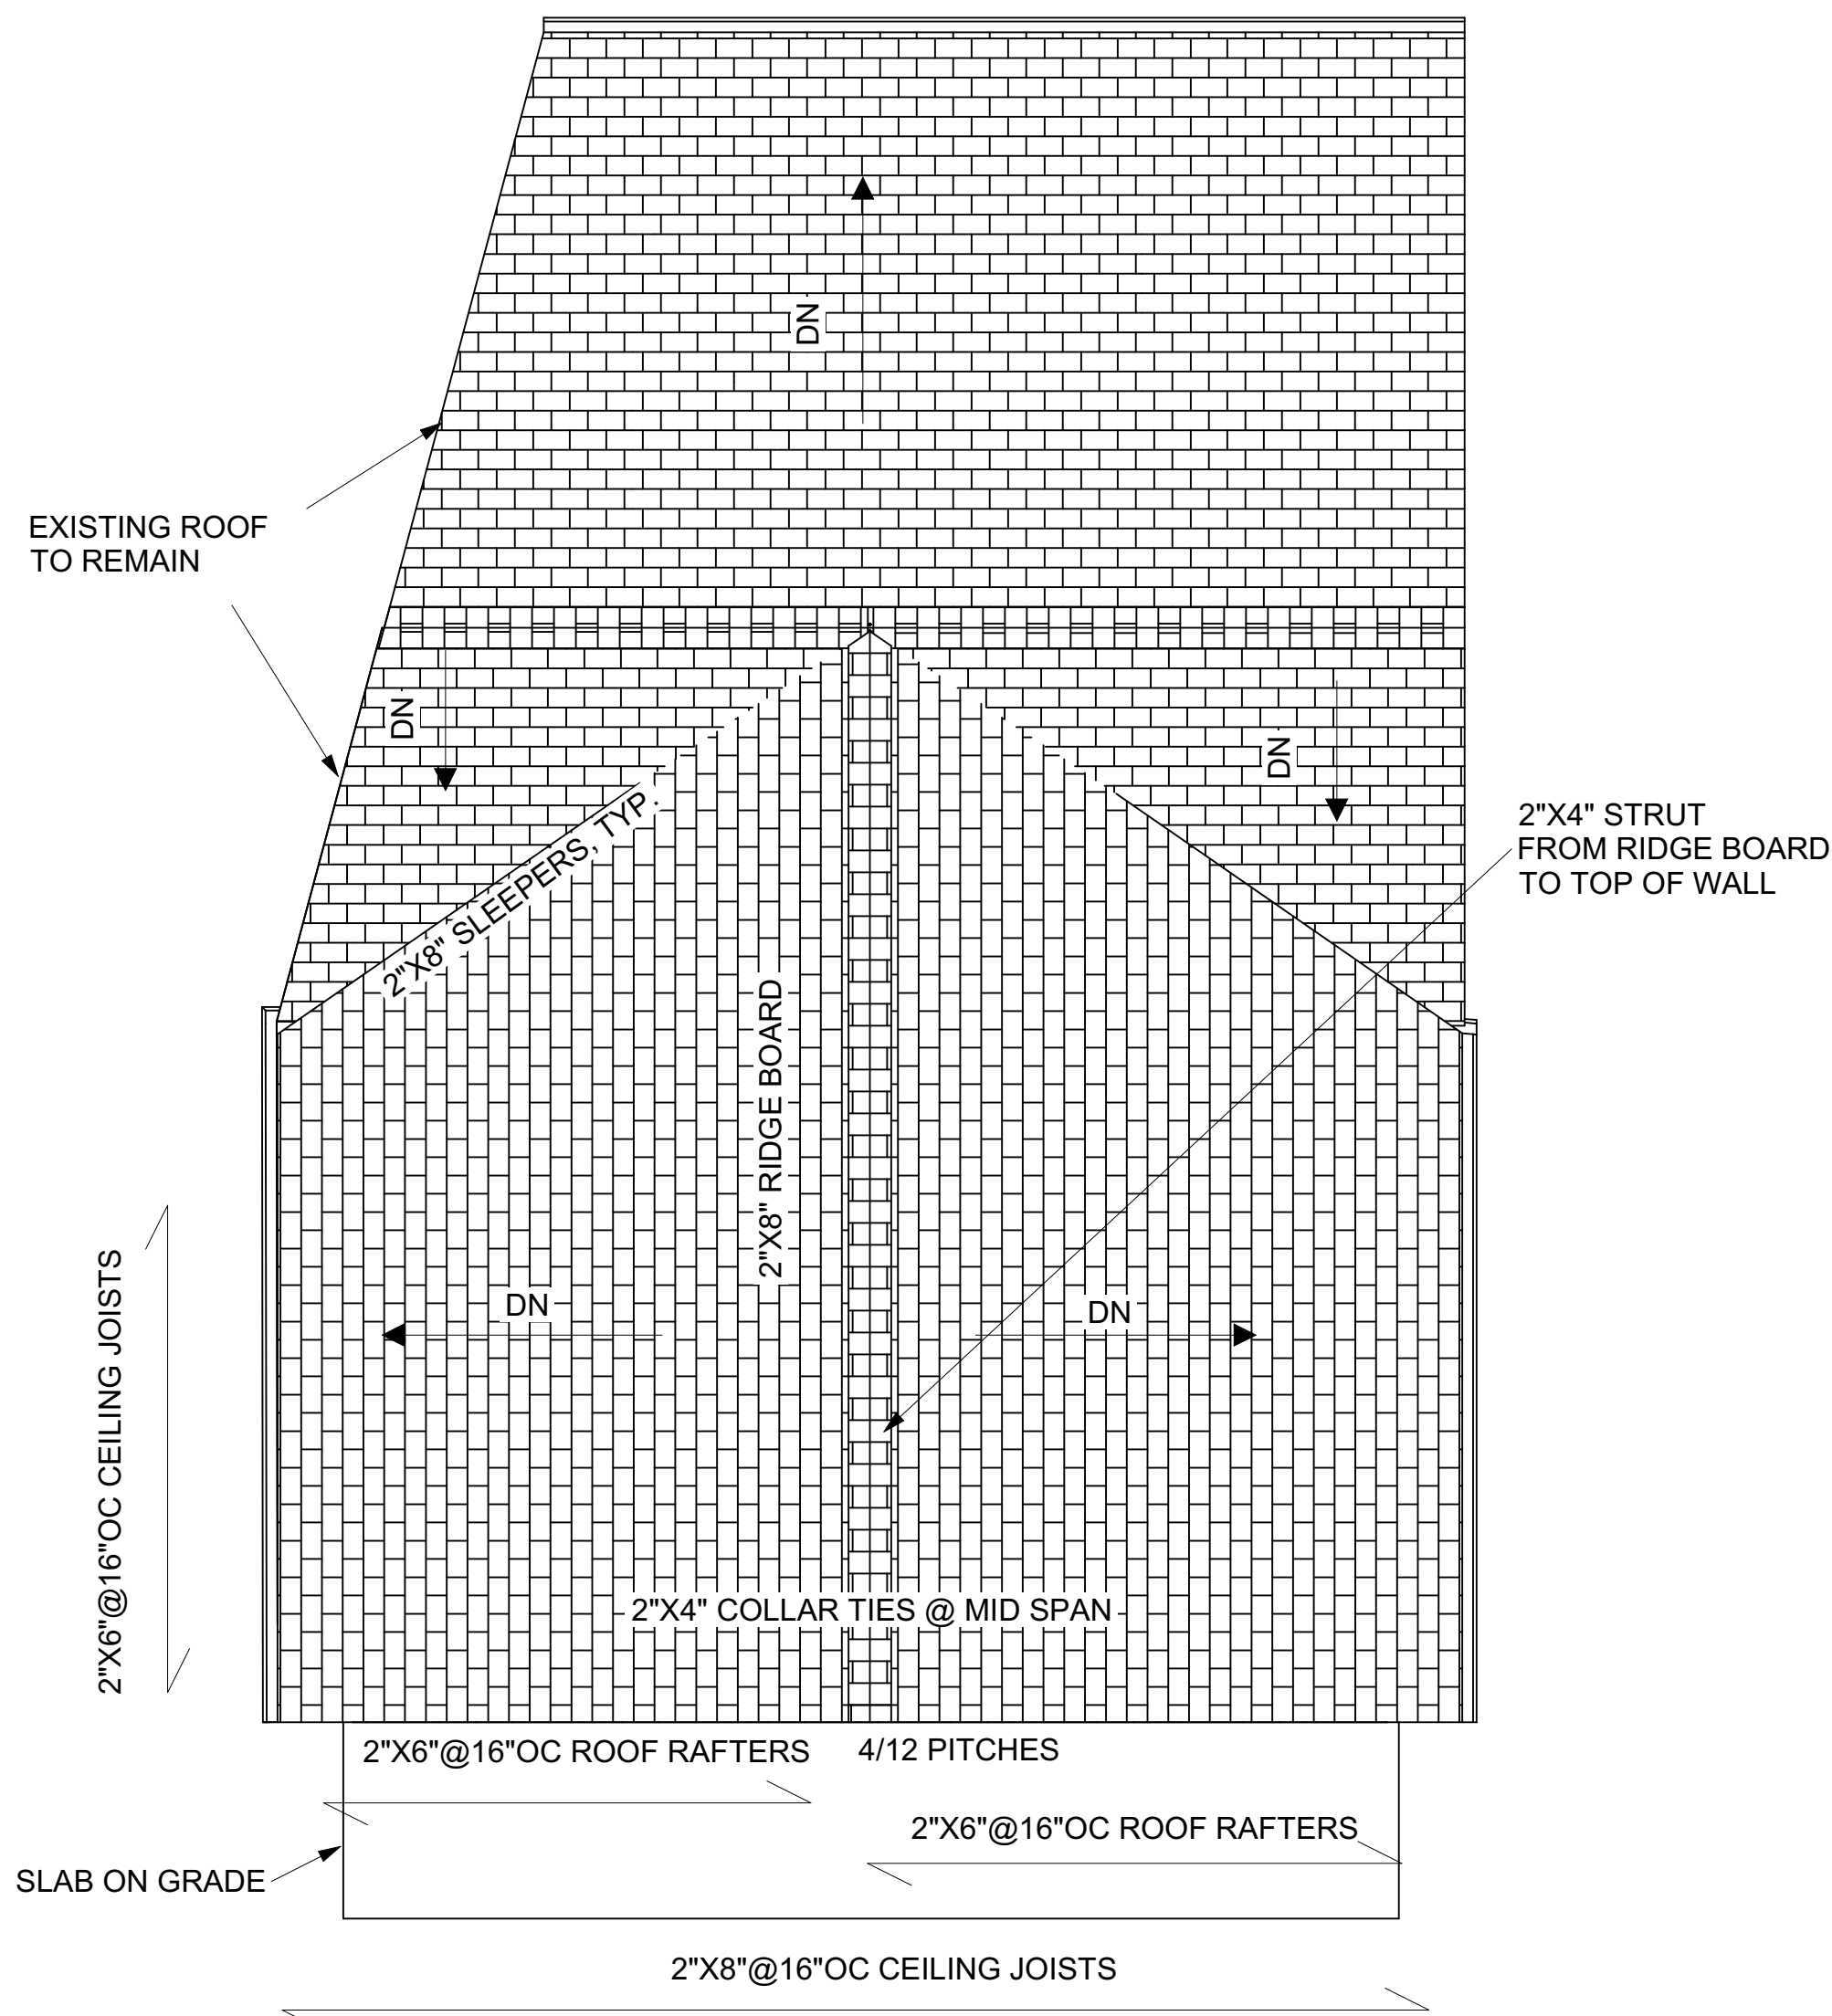 DN
EXISTING ROOF
TO REMAIN
DN
DN
2"X8" SLEEPERS, TYP.
2"X4" STRUT
FROM RIDGE BOARD
TO TOP OF WALL
2"X8" RIDGE BOARD
2"X6"@16"OC CEILING JOISTS
DN
DN
2"X4" COLLAR TIES @ MID SPAN
2"X6"@16"OC ROOF RAFTERS
4/12 PITCHES
2"X6"@16"OC ROOF RAFTERS
SLAB ON GRADE
2"X8"@16"OC CEILING JOISTS